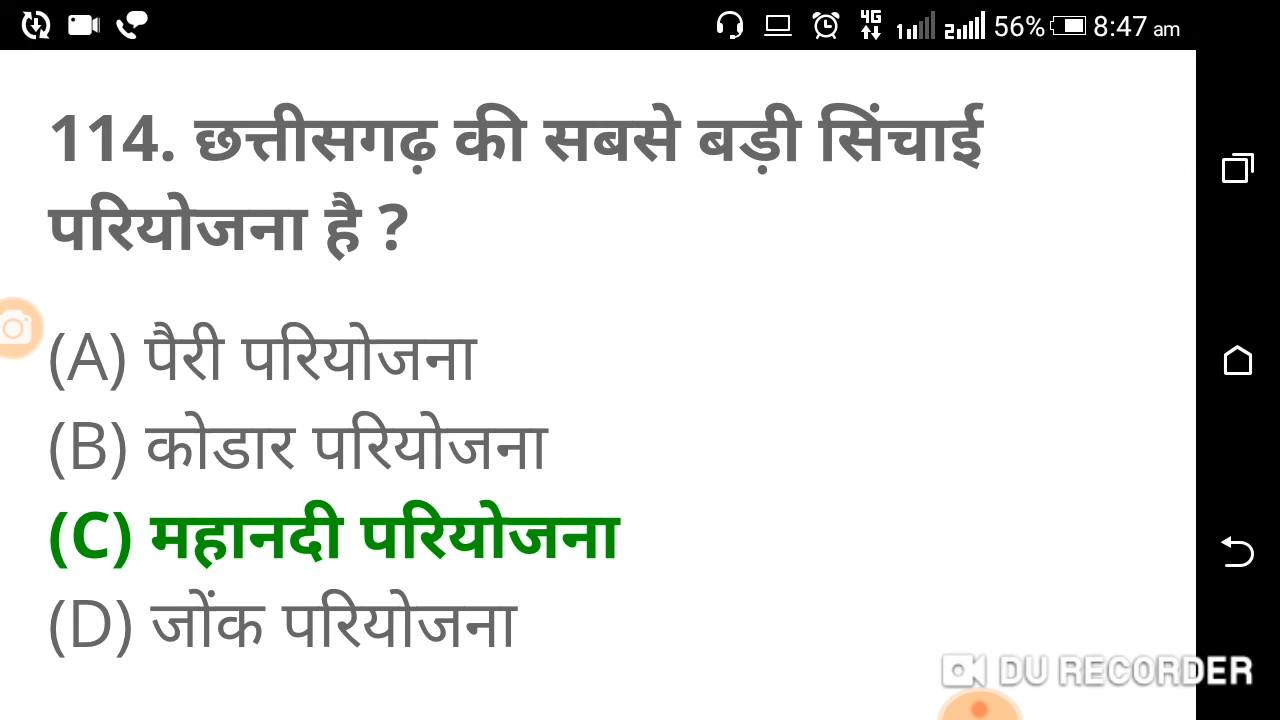 56% 8:47 am
114. छत्तीसगढ़ की सबसे बड़ी सिंचाई
परियोजना है ?
(A) पैरी परियोजना
(B) कोडार परियोजना
(C) महानदी परियोजना
(D) जोंक परियोजना
DU RECORDER